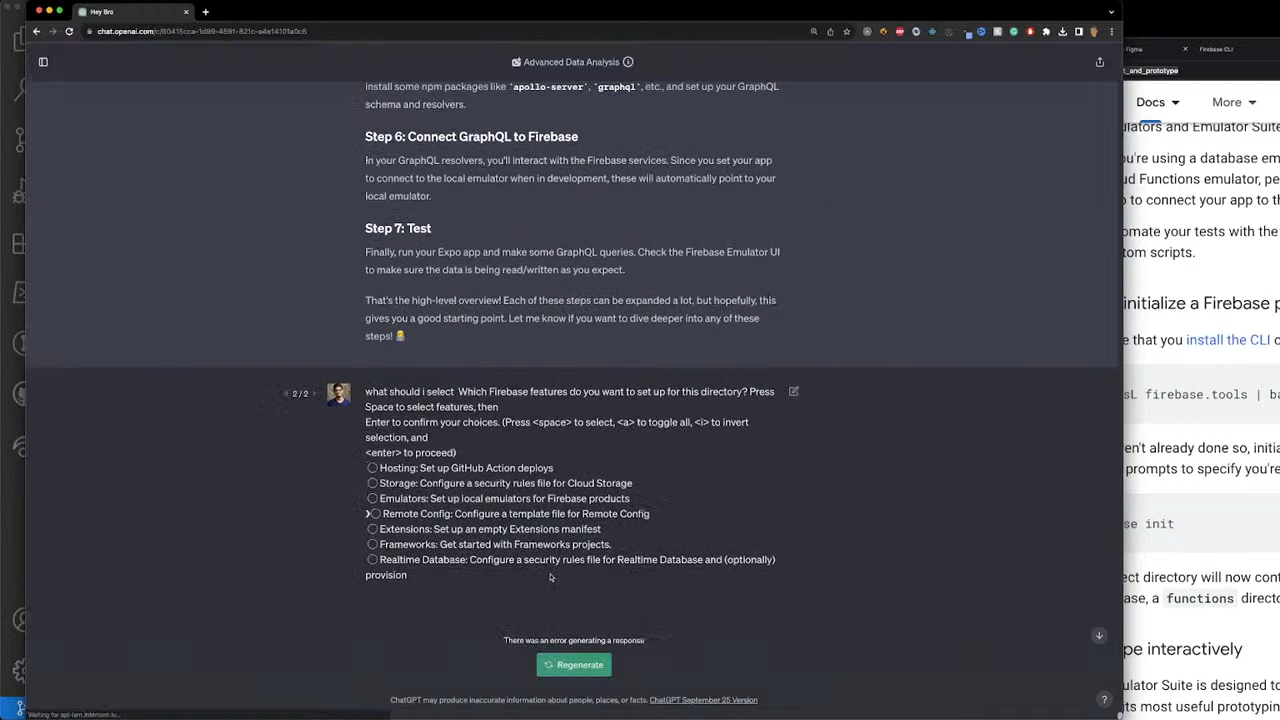 Hey Bro
chat.openai.com/c/60415cca-1d99-4591-821c-a4e14101a0c6
Advanced Data Analysis
install some npm packages like 'apollo-server', 'graphql', etc., and set up your GraphQL
schema and resolvers.
Step 6: Connect GraphQL to Firebase
In your GraphQL resolvers, you'll interact with the Firebase services. Since you set your app
to connect to the local emulator when in development, these will automatically point to your
local emulator.
Step 7: Test
Finally, run your Expo app and make some GraphQL queries. Check the Firebase Emulator UI
to make sure the data is being read/written as you expect.
That's the high-level overview! Each of these steps can be expanded a lot, but hopefully, this
gives you a good starting point. Let me know if you want to dive deeper into any of these
steps!
2/2
what should i select Which Firebase features do you want to set up for this directory? Press
Space to select features, then
Enter to confirm your choices. (Press <space> to select, <a> to toggle all, <i> to invert
selection, and
<enter> to proceed)
Hosting: Set up GitHub Action deploys
Storage: Configure a security rules file for Cloud Storage
Emulators: Set up local emulators for Firebase products
❯◯ Remote Config: Configure a template file for Remote Config
Extensions: Set up an empty Extensions manifest
Frameworks: Get started with Frameworks projects.
Realtime Database: Configure a security rules file for Realtime Database and (optionally)
provision
There was an error generating a response
Regenerate
ChatGPT may produce inaccurate information about people, places, or facts. ChatGPT September 25 Version
?
Waiting for api-iam.intercom.io...
Figma
Firebase CLI
t_and_prototype
Docs
More
ulators and Emulator Suite
u're using a database em
ud Functions emulator, pe
o to connect your app to th
omate your tests with the
tom scripts.
initialize a Firebase p
e that you install the CLI o
sL firebase.tools | ba
ven't already done so, initia
prompts to specify you're
se init
ect directory will now cont
ase, a functions directo
pe interactively
ulator Suite is designed to
rts most useful prototypin